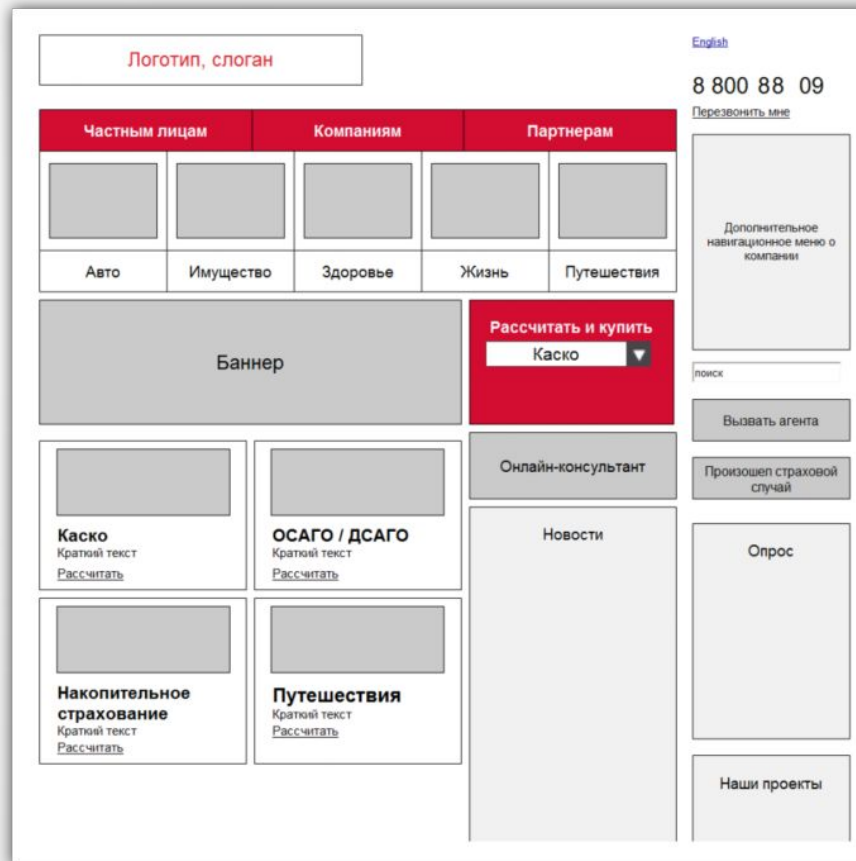 Логотип, слоган
English
8 800 88 09
Перезвонить мне
Частным лицам
Компаниям
Партнерам
Авто
Имущество
Здоровье
Жизнь
Путешествия
Дополнительное
навигационное меню о
компании
Баннер
Рассчитать и купить
Каско
поиск
Вызвать агента
Онлайн-консультант
Произошел страховой
случай
Каско
Краткий текст
Рассчитать
ОСАГО / ДСАГО
Краткий текст
Рассчитать
Новости
Опрос
Накопительное
страхование
Краткий текст
Рассчитать
Путешествия
Краткий текст
Рассчитать
Наши проекты